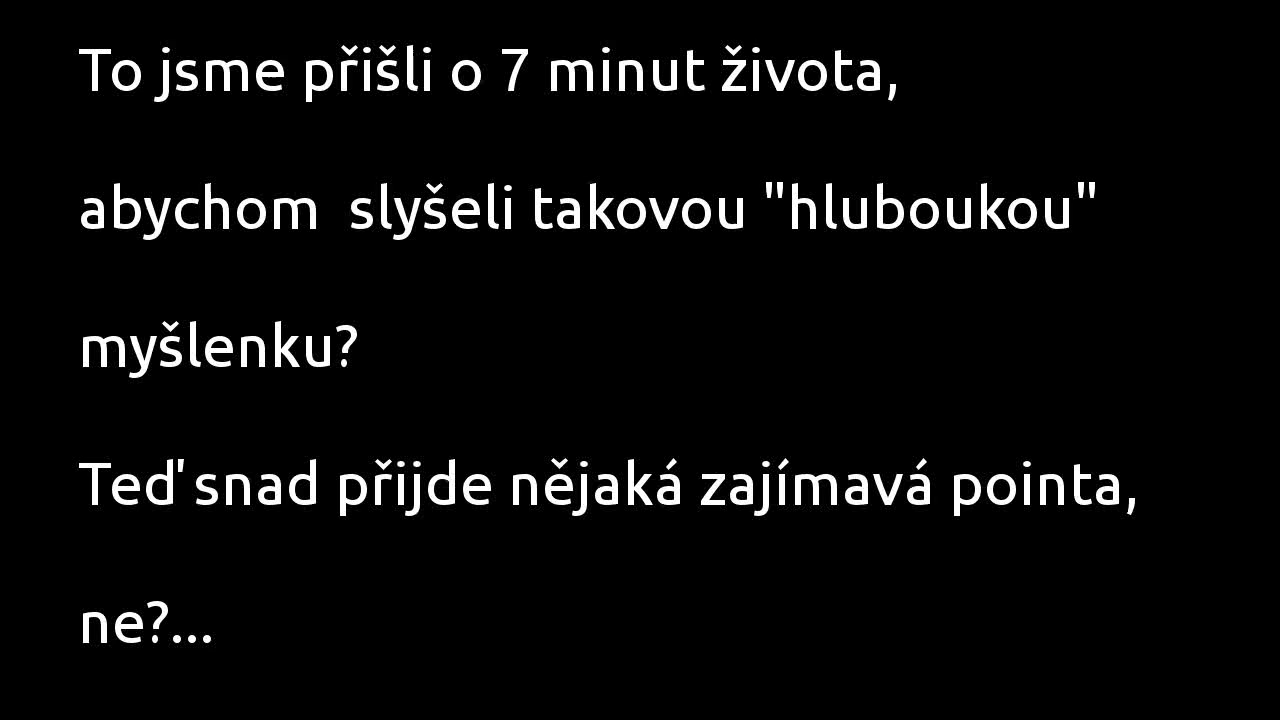 To jsme přišli o 7 minut života,
abychom  slyšeli takovou "hluboukou"
myšlenku?
Teď snad přijde nějaká zajímavá pointa,
ne?...